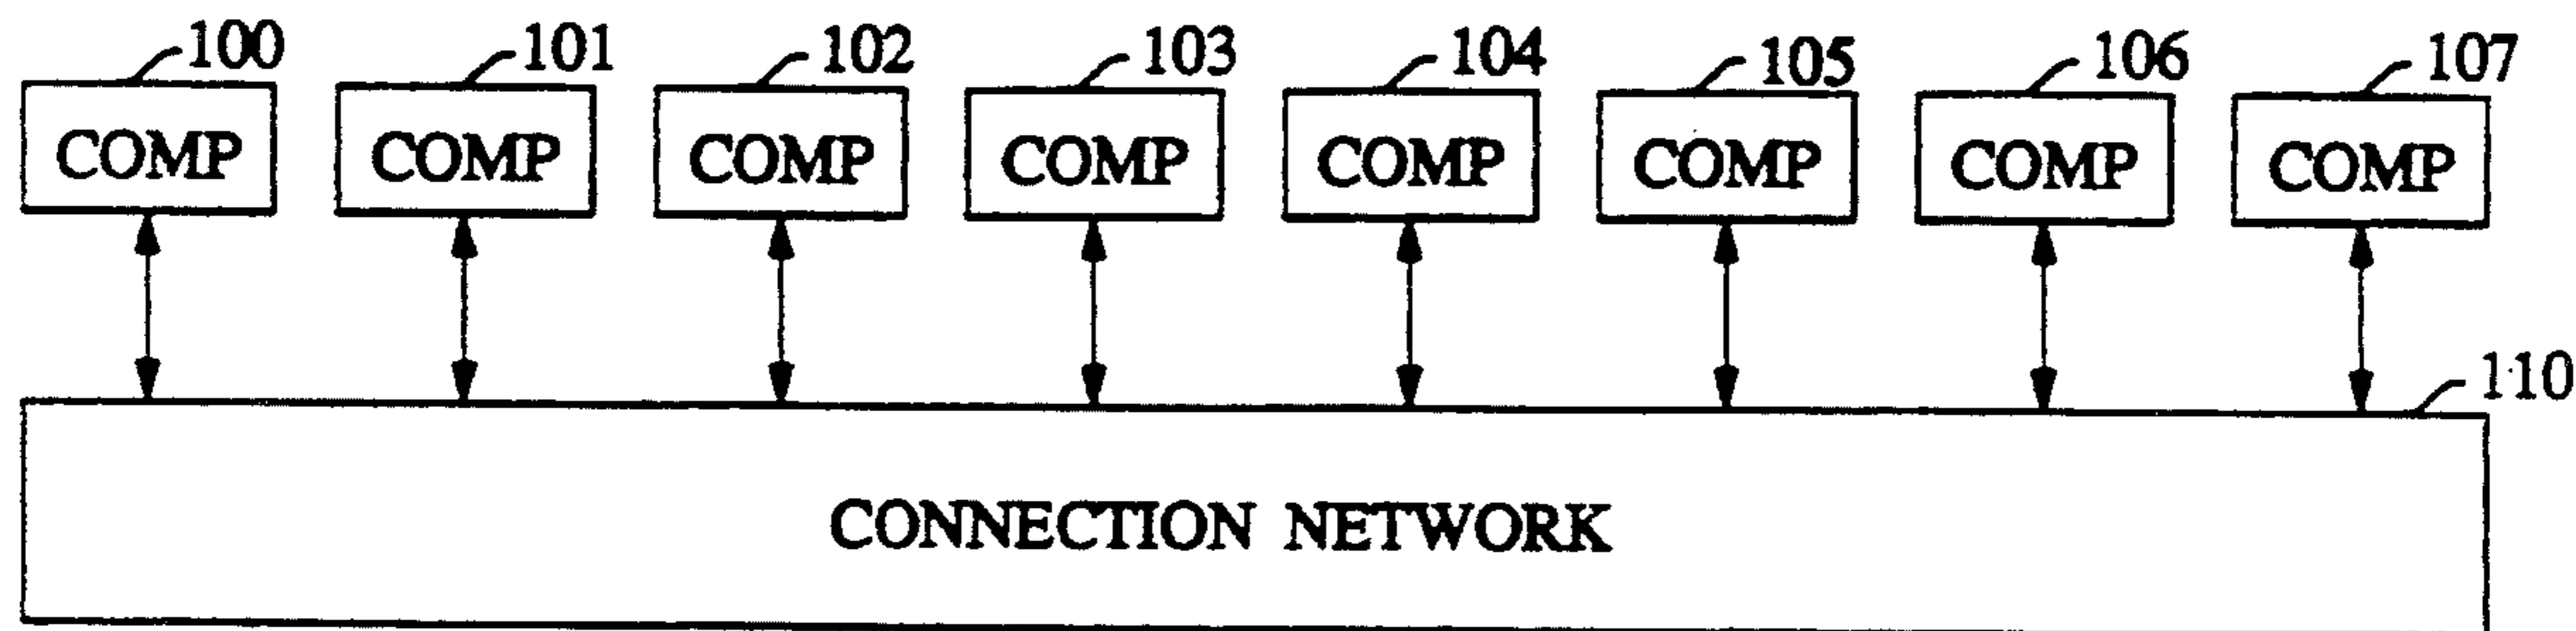 100 101 102 103 104 105 106 107
COMP COMP COMP COMP COMP COMP COMP COMP
110
CONNECTION NETWORK